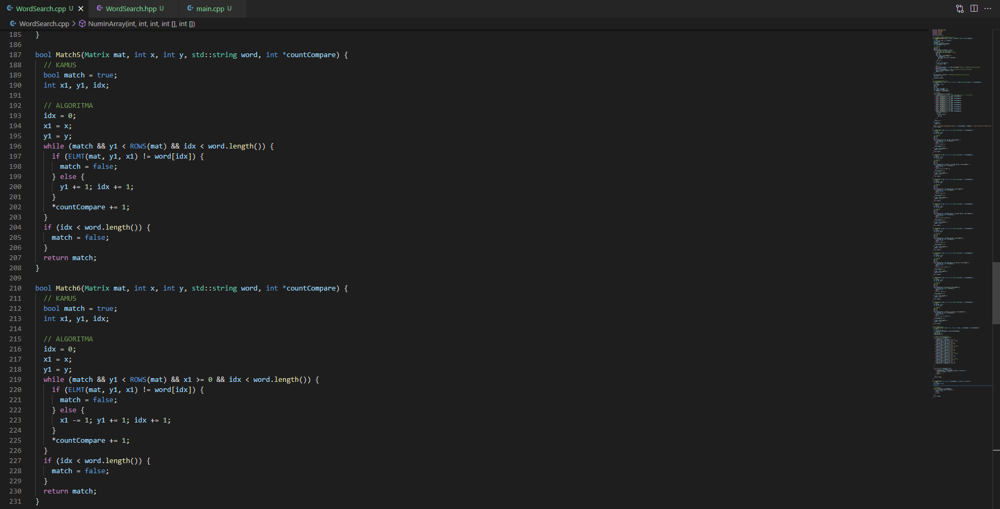 WordSearch.cpp U
WordSearch.hpp U
main.cpp U
WordSearch.cpp > NumInArray(int, int, int, int [], int [])
185 }
186
187 bool Match5(Matrix mat, int x, int y, std::string word, int *countCompare) {
188 // KAMUS
189 bool match = true;
190 int x1, y1, idx;
191
192 // ALGORITMA
193 idx = 0;
194 x1 = x;
195 y1 = y;
196 while (match && y1 < ROWS(mat) && idx < word.length()) {
197 if (ELMT(mat, y1, x1) != word[idx]) {
198 match = false;
199 } else {
200 y1 += 1; idx += 1;
201 }
202 *countCompare += 1;
203 }
204 if (idx < word.length()) {
205 match = false;
206 }
207 return match;
208 }
209
210 bool Match6(Matrix mat, int x, int y, std::string word, int *countCompare) {
211 // KAMUS
212 bool match = true;
213 int x1, y1, idx;
214
215 // ALGORITMA
216 idx = 0;
217 x1 = x;
218 y1 = y;
219 while (match && y1 < ROWS(mat) && x1 >= 0 && idx < word.length()) {
220 if (ELMT(mat, y1, x1) != word[idx]) {
221 match = false;
222 } else {
223 x1 -= 1; y1 += 1; idx += 1;
224 }
225 *countCompare += 1;
226 }
227 if (idx < word.length()) {
228 match = false;
229 }
230 return match;
231 }